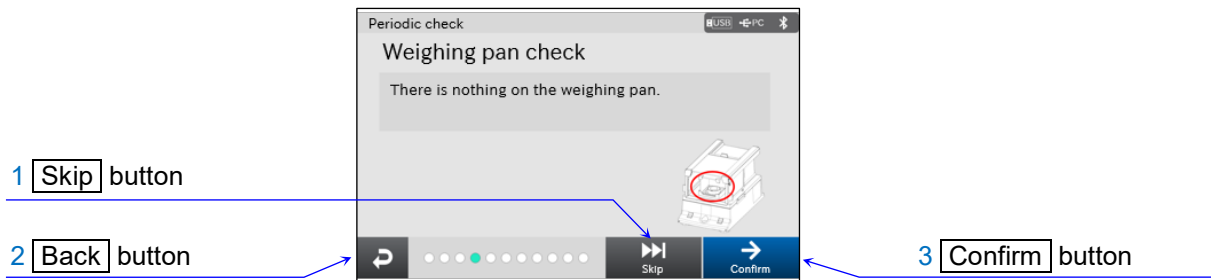 Periodic check
USB PC
Weighing pan check
There is nothing on the weighing pan.
1 Skip button
2 Back button
Skip
Confirm
3 Confirm button